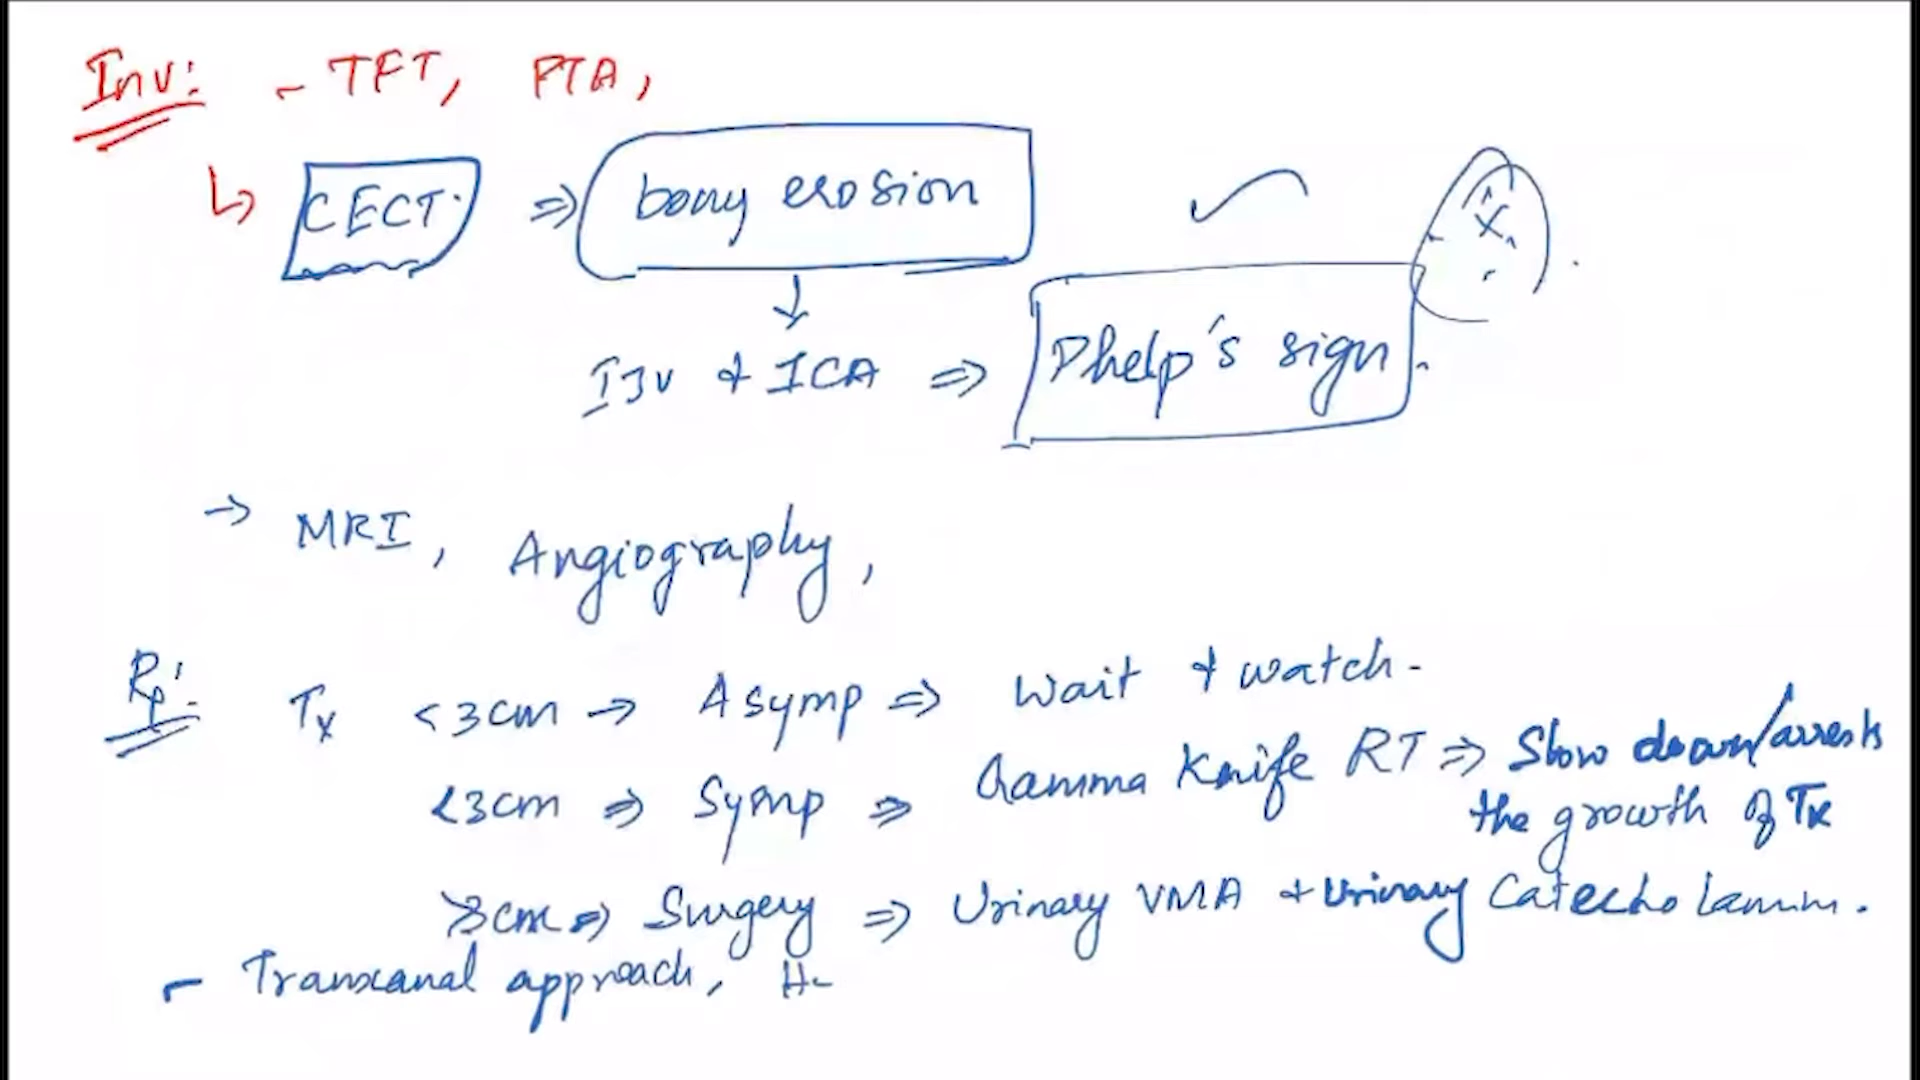 Inv: - TFT, PTA,
↳ CECT. ⇒ bony erosion
↓
IJV & ICA ⇒ Phelp's sign.
→ MRI, Angiography,
Rx: Tx <3cm → Asymp ⇒ Wait & watch.
<3cm ⇒ Symp ⇒ Gamma Knife RT ⇒ Slow down/arrests
the growth of Tx
>3cm ⇒ Surgery ⇒ Urinary VMA & Urinary Catecholamin.
- Transcanal approach, H